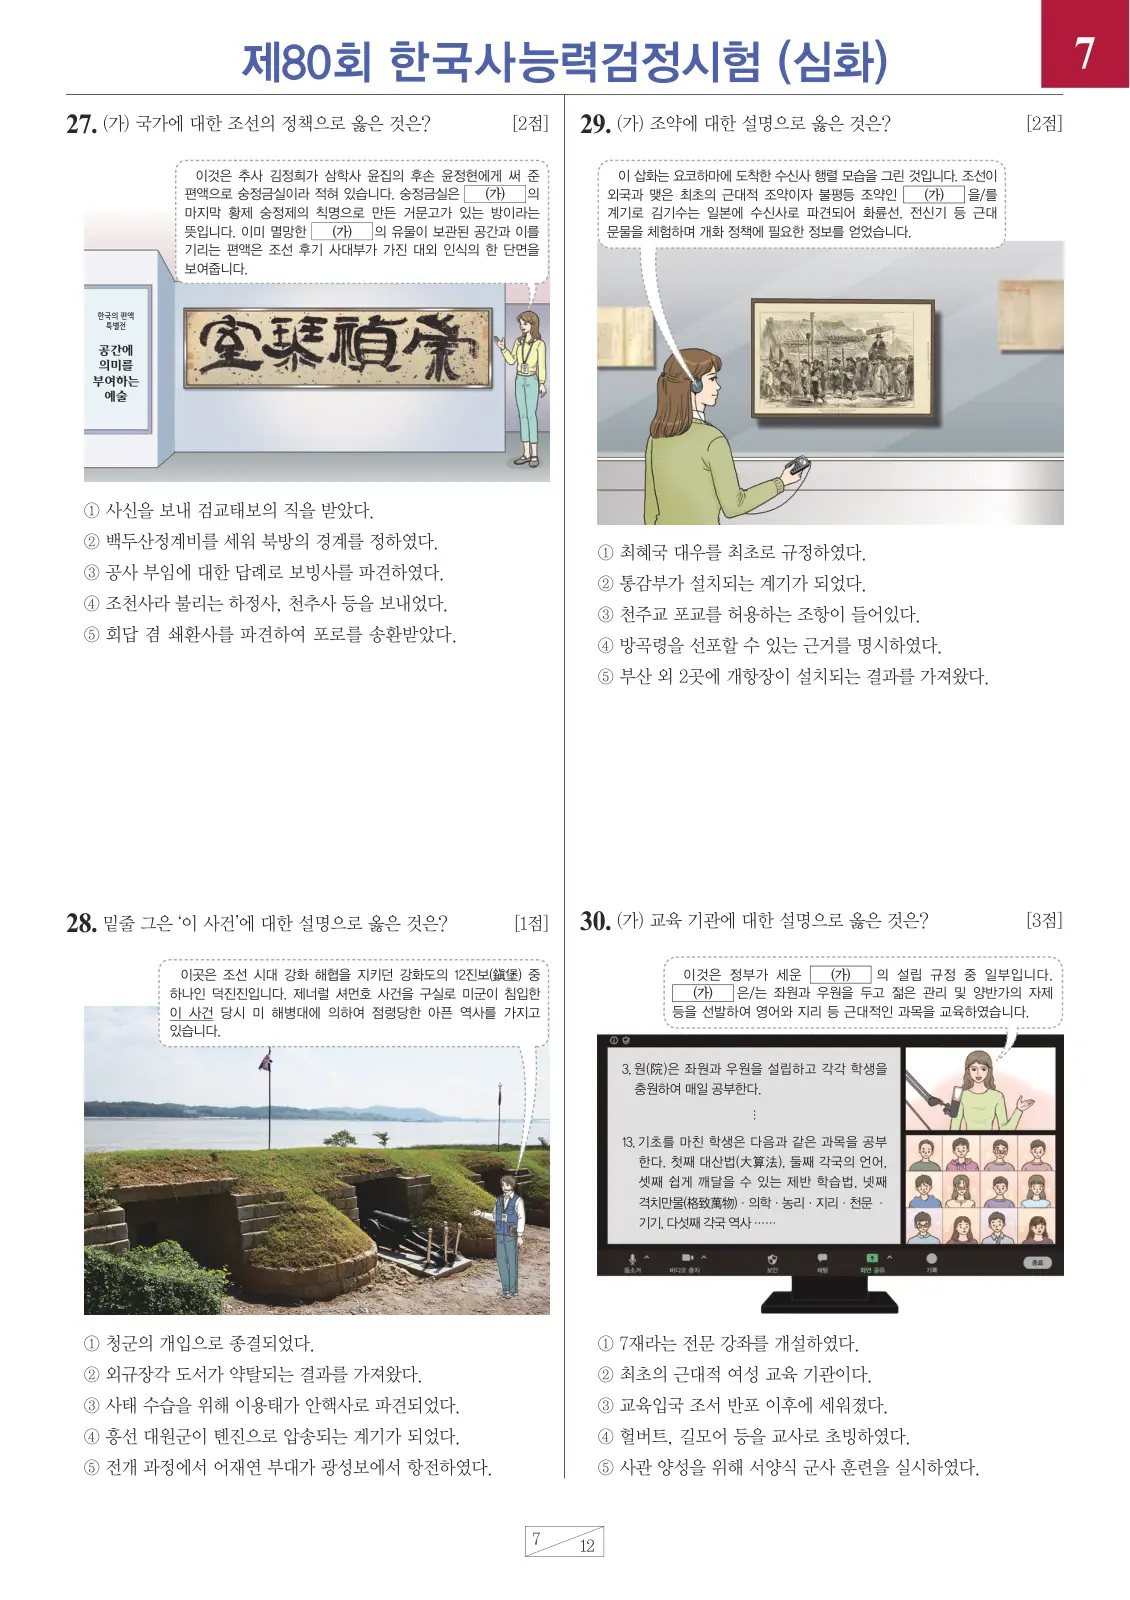 제80회 한국사능력검정시험 (심화)
7
27. (가) 국가에 대한 조선의 정책으로 옳은 것은? [2점]
이것은 추사 김정희가 삼학사 윤집의 후손 윤정현에게 써 준
편액으로 숭정금실이라 적혀 있습니다. 숭정금실은 (가) 의
마지막 황제 숭정제의 칙명으로 만든 거문고가 있는 방이라는
뜻입니다. 이미 멸망한 (가) 의 유물이 보관된 공간과 이를
기리는 편액은 조선 후기 사대부가 가진 대외 인식의 한 단면을
보여줍니다.
한국의 편액
특별전
공간에
의미를
부여하는
예술
室琴禎崇
① 사신을 보내 검교태보의 직을 받았다.
② 백두산정계비를 세워 북방의 경계를 정하였다.
③ 공사 부임에 대한 답례로 보빙사를 파견하였다.
④ 조천사라 불리는 하정사, 천추사 등을 보내었다.
⑤ 회답 겸 쇄환사를 파견하여 포로를 송환받았다.
28. 밑줄 그은 ‘이 사건’에 대한 설명으로 옳은 것은? [1점]
이곳은 조선 시대 강화 해협을 지키던 강화도의 12진보(鎭堡) 중
하나인 덕진진입니다. 제너럴 셔먼호 사건을 구실로 미군이 침입한
이 사건 당시 미 해병대에 의하여 점령당한 아픈 역사를 가지고
있습니다.
① 청군의 개입으로 종결되었다.
② 외규장각 도서가 약탈되는 결과를 가져왔다.
③ 사태 수습을 위해 이용태가 안핵사로 파견되었다.
④ 흥선 대원군이 톈진으로 압송되는 계기가 되었다.
⑤ 전개 과정에서 어재연 부대가 광성보에서 항전하였다.
29. (가) 조약에 대한 설명으로 옳은 것은? [2점]
이 삽화는 요코하마에 도착한 수신사 행렬 모습을 그린 것입니다. 조선이
외국과 맺은 최초의 근대적 조약이자 불평등 조약인 (가) 을/를
계기로 김기수는 일본에 수신사로 파견되어 화륜선, 전신기 등 근대
문물을 체험하며 개화 정책에 필요한 정보를 얻었습니다.
① 최혜국 대우를 최초로 규정하였다.
② 통감부가 설치되는 계기가 되었다.
③ 천주교 포교를 허용하는 조항이 들어있다.
④ 방곡령을 선포할 수 있는 근거를 명시하였다.
⑤ 부산 외 2곳에 개항장이 설치되는 결과를 가져왔다.
30. (가) 교육 기관에 대한 설명으로 옳은 것은? [3점]
이것은 정부가 세운 (가) 의 설립 규정 중 일부입니다.
(가) 은/는 좌원과 우원을 두고 젊은 관리 및 양반가의 자제
등을 선발하여 영어와 지리 등 근대적인 과목을 교육하였습니다.
3. 원(院)은 좌원과 우원을 설립하고 각각 학생을
충원하여 매일 공부한다.
⋮
13. 기초를 마친 학생은 다음과 같은 과목을 공부
한다. 첫째 대산법(大算法), 둘째 각국의 언어,
셋째 쉽게 깨달을 수 있는 제반 학습법, 넷째
격치만물(格致萬物)·의학·농리·지리·천문·
기기, 다섯째 각국 역사 ……
음소거 비디오 중지 보안 채팅 화면 공유 기록 종료
① 7재라는 전문 강좌를 개설하였다.
② 최초의 근대적 여성 교육 기관이다.
③ 교육입국 조서 반포 이후에 세워졌다.
④ 헐버트, 길모어 등을 교사로 초빙하였다.
⑤ 사관 양성을 위해 서양식 군사 훈련을 실시하였다.
7 12